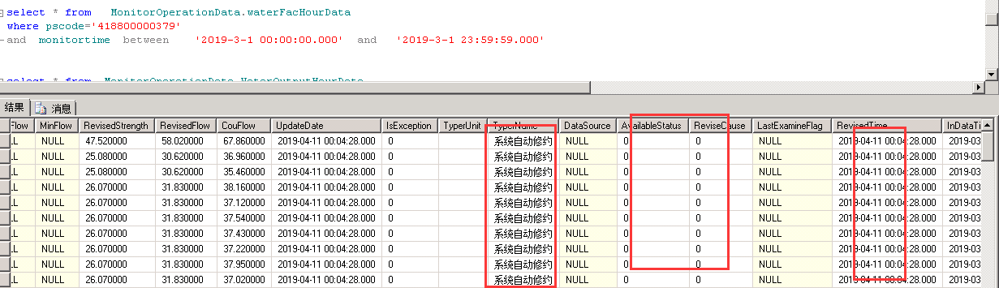 select * from MonitorOperationData.waterFacHourData
where pscode='418800000379'
and monitortime between '2019-3-1 00:00:00.000' and '2019-3-1 23:59:59.000'
select * from MonitorOperationData.WaterOutputHourData
结果 消息
Flow MinFlow RevisedStrength RevisedFlow CouFlow UpdateDate IsException TyperUnit TyperName DataSource AvailableStatus ReviseCause LastExamineFlag RevisedTime InDataTi
LL NULL 47.520000 58.020000 67.860000 2019-04-11 00:04:28.000 0 系统自动修约 NULL 0 0 NULL 2019-04-11 00:04:28.000 2019-03
LL NULL 25.080000 30.620000 36.960000 2019-04-11 00:04:28.000 0 系统自动修约 NULL 0 0 NULL 2019-04-11 00:04:28.000 2019-03
LL NULL 25.080000 30.620000 35.460000 2019-04-11 00:04:28.000 0 系统自动修约 NULL 0 0 NULL 2019-04-11 00:04:28.000 2019-03
LL NULL 26.070000 31.830000 38.160000 2019-04-11 00:04:28.000 0 系统自动修约 NULL 0 0 NULL 2019-04-11 00:04:28.000 2019-03
LL NULL 26.070000 31.830000 37.120000 2019-04-11 00:04:28.000 0 系统自动修约 NULL 0 0 NULL 2019-04-11 00:04:28.000 2019-03
LL NULL 26.070000 31.830000 37.540000 2019-04-11 00:04:28.000 0 系统自动修约 NULL 0 0 NULL 2019-04-11 00:04:28.000 2019-03
LL NULL 26.070000 31.830000 37.430000 2019-04-11 00:04:28.000 0 系统自动修约 NULL 0 0 NULL 2019-04-11 00:04:28.000 2019-03
LL NULL 26.070000 31.830000 37.220000 2019-04-11 00:04:28.000 0 系统自动修约 NULL 0 0 NULL 2019-04-11 00:04:28.000 2019-03
LL NULL 26.070000 31.830000 37.950000 2019-04-11 00:04:28.000 0 系统自动修约 NULL 0 0 NULL 2019-04-11 00:04:28.000 2019-03
LL NULL 26.070000 31.830000 37.020000 2019-04-11 00:04:28.000 0 系统自动修约 NULL 0 0 NULL 2019-04-11 00:04:28.000 2019-03